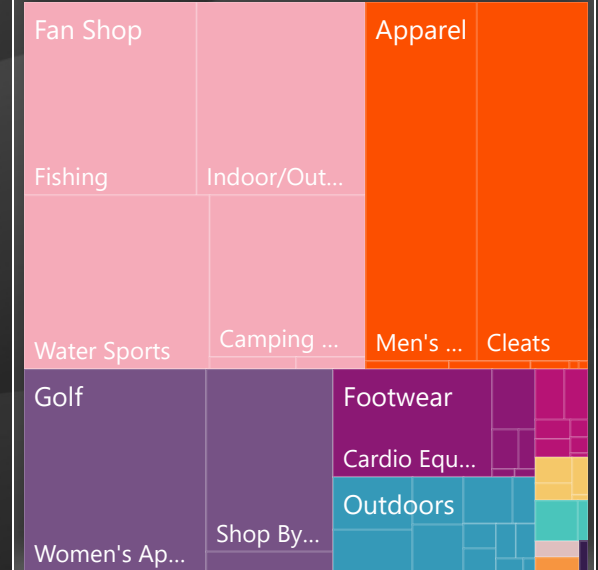 Fan Shop
Apparel
Fishing
Indoor/Out...
Water Sports
Camping ...
Men's ...
Cleats
Golf
Footwear
Cardio Equ...
Outdoors
Shop By...
Women's Ap...